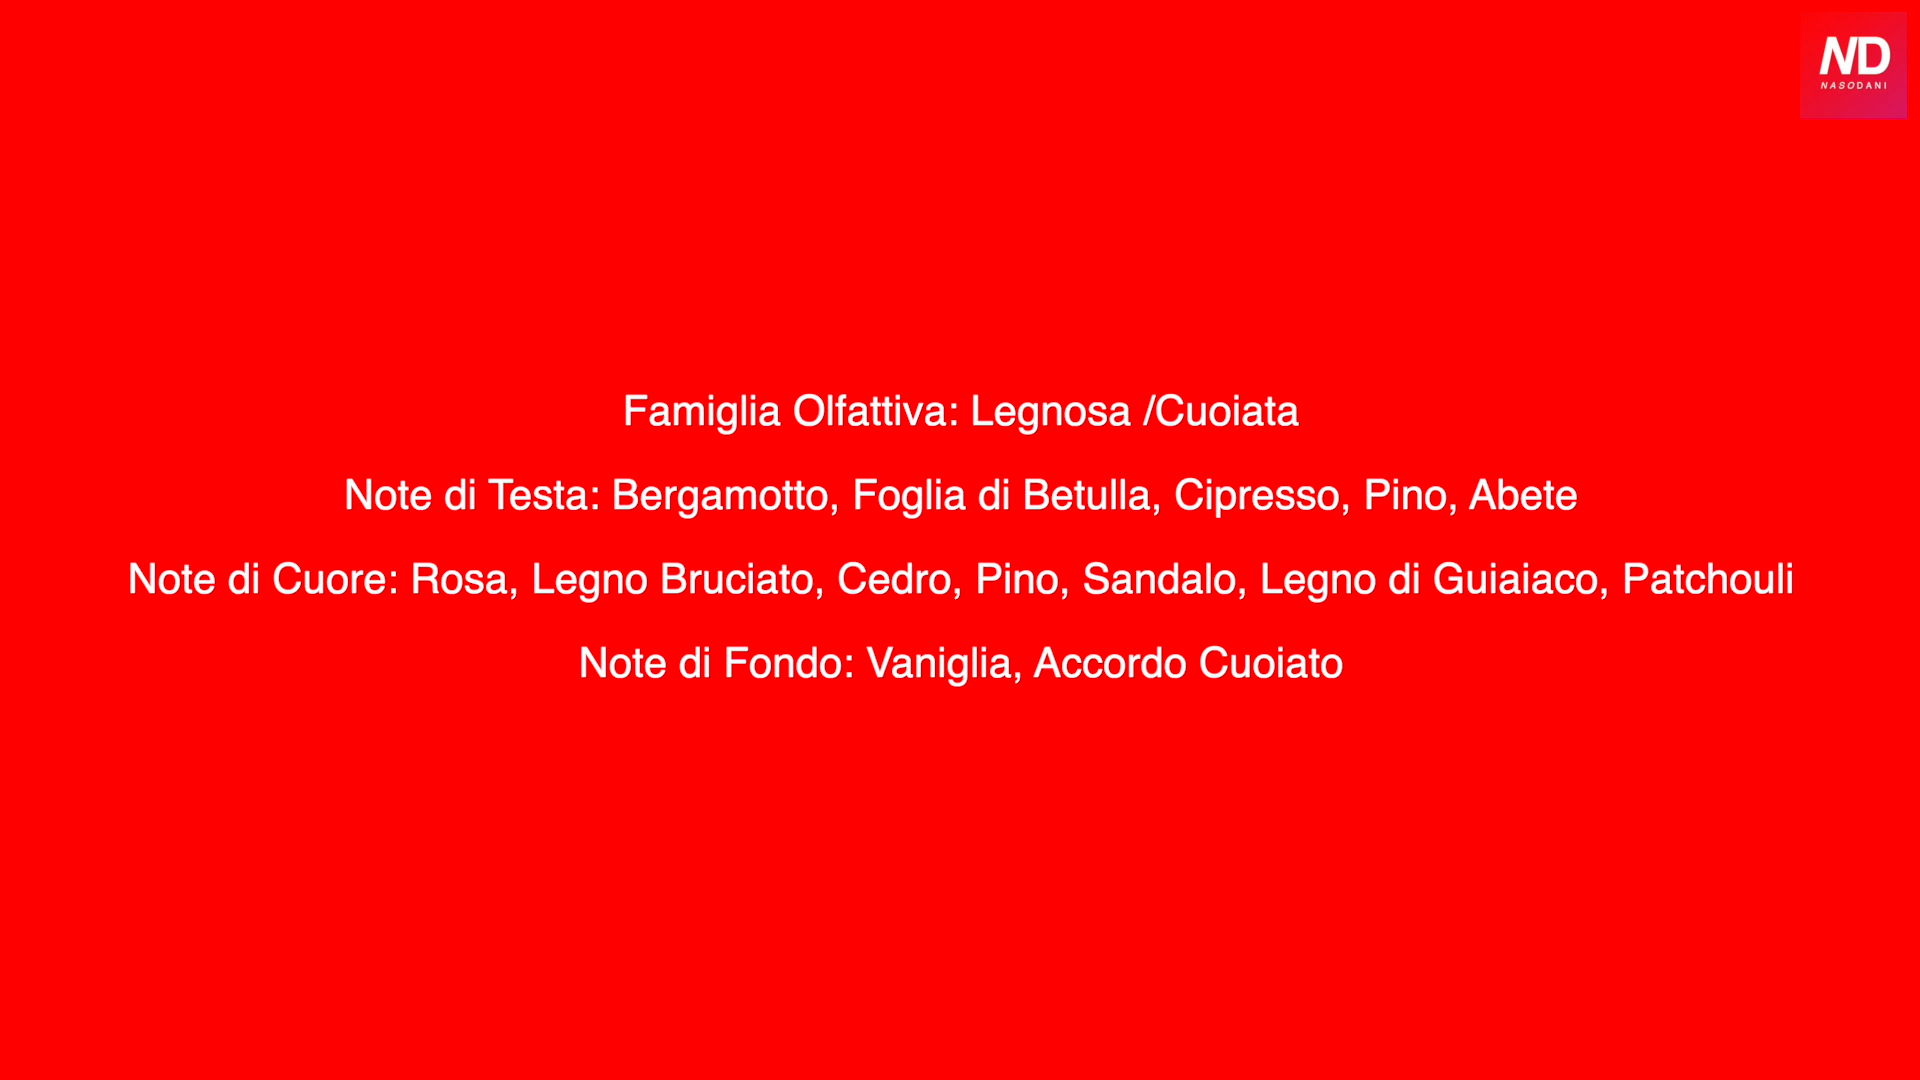 ND
NASODANI
Famiglia Olfattiva: Legnosa /Cuoiata
Note di Testa: Bergamotto, Foglia di Betulla, Cipresso, Pino, Abete
Note di Cuore: Rosa, Legno Bruciato, Cedro, Pino, Sandalo, Legno di Guiaiaco, Patchouli
Note di Fondo: Vaniglia, Accordo Cuoiato